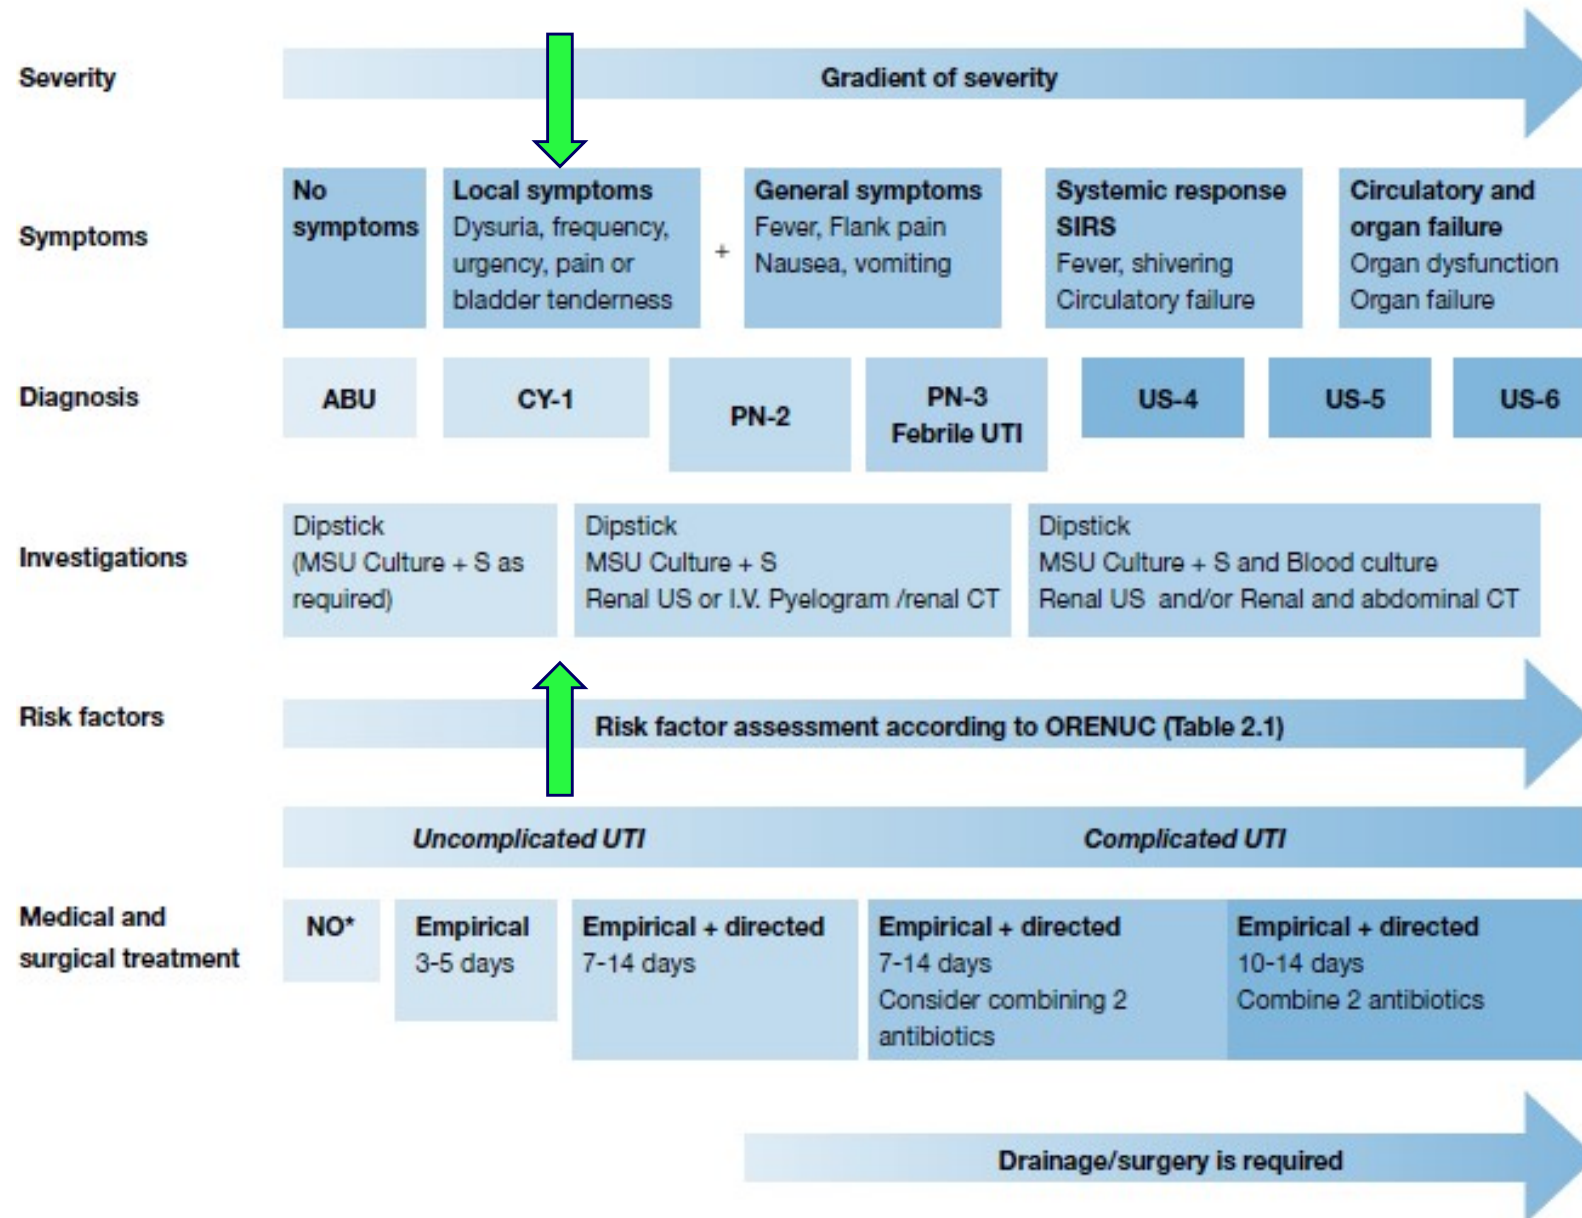 Severity
Gradient of severity
Symptoms
No
symptoms
Local symptoms
Dysuria, frequency,
urgency, pain or
bladder tenderness
+
General symptoms
Fever, Flank pain
Nausea, vomiting
Systemic response
SIRS
Fever, shivering
Circulatory failure
Circulatory and
organ failure
Organ dysfunction
Organ failure
Diagnosis
ABU
CY-1
PN-2
PN-3
Febrile UTI
US-4
US-5
US-6
Investigations
Dipstick
(MSU Culture + S as
required)
Dipstick
MSU Culture + S
Renal US or I.V. Pyelogram /renal CT
Dipstick
MSU Culture + S and Blood culture
Renal US and/or Renal and abdominal CT
Risk factors
Risk factor assessment according to ORENUC (Table 2.1)
Uncomplicated UTI
Complicated UTI
Medical and
surgical treatment
NO*
Empirical
3-5 days
Empirical + directed
7-14 days
Empirical + directed
7-14 days
Consider combining 2
antibiotics
Empirical + directed
10-14 days
Combine 2 antibiotics
Drainage/surgery is required